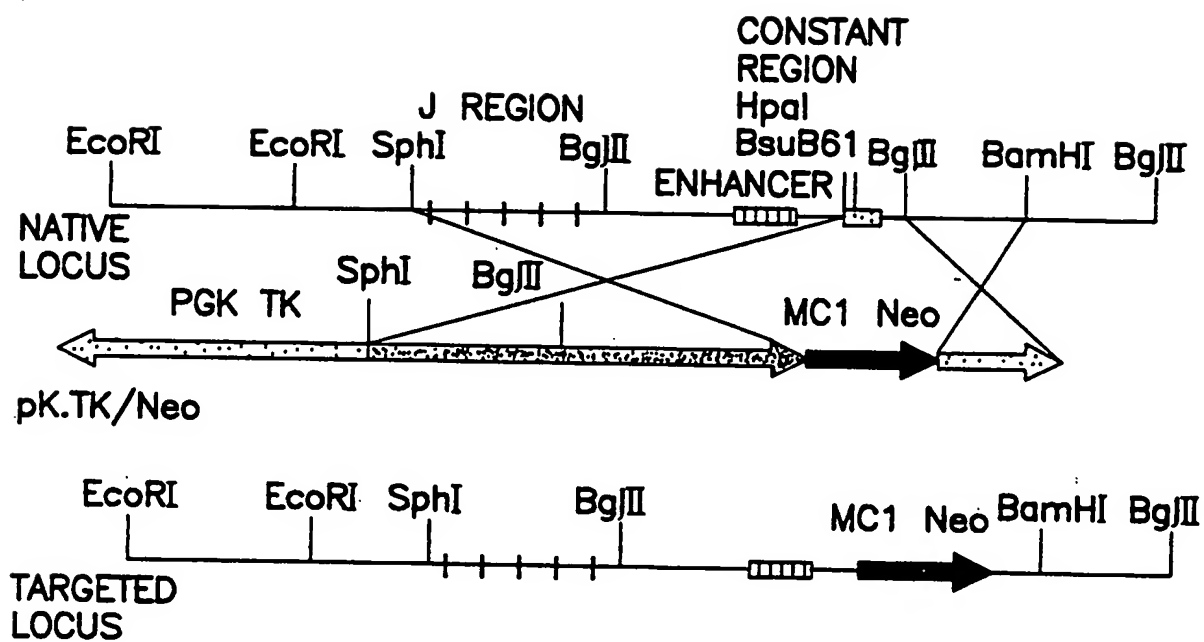 CONSTANT
REGION
HpaI
J REGION
BsuB61
EcoRI EcoRI SphI BglII BglII BamHI BglII
ENHANCER
NATIVE
LOCUS
SphI BglII
PGK TK
MC1 Neo
pK.TK/Neo
EcoRI EcoRI SphI BglII
MC1 Neo BamHI BglII
TARGETED
LOCUS